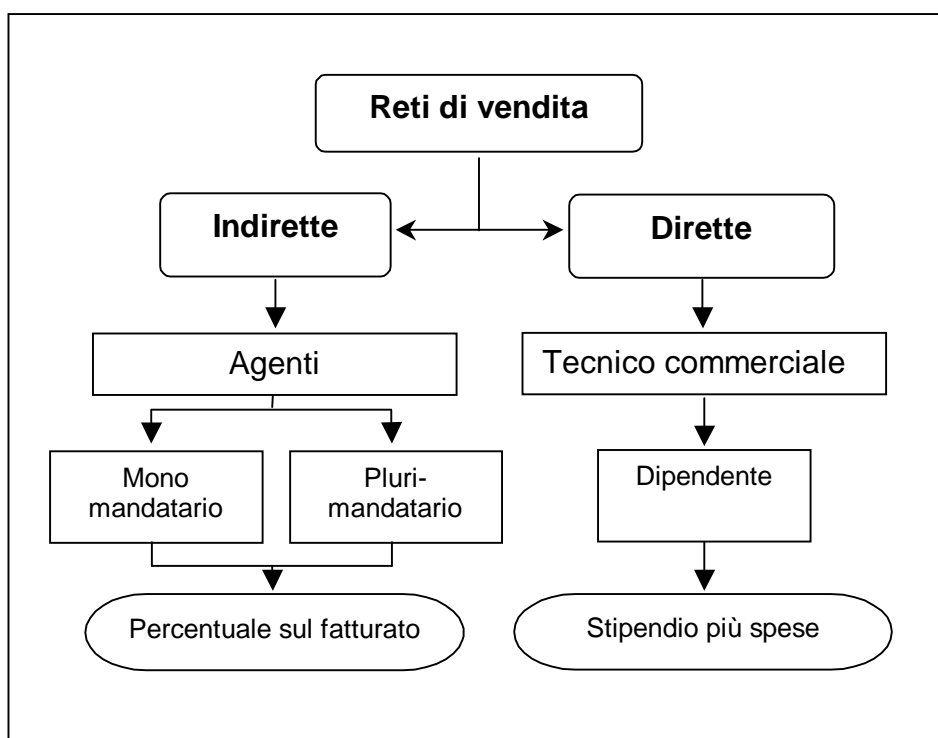 Reti di vendita
Indirette
Dirette
Agenti
Tecnico commerciale
Mono
mandatario
Pluri-
mandatario
Dipendente
Percentuale sul fatturato
Stipendio più spese